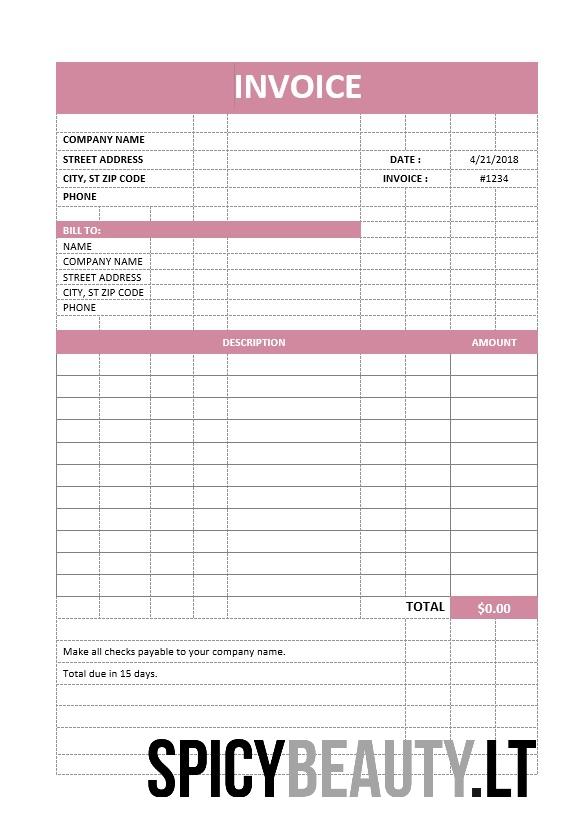 INVOICE
COMPANY NAME
STREET ADDRESS DATE : 4/21/2018
CITY, ST ZIP CODE INVOICE : #1234
PHONE
BILL TO:
NAME
COMPANY NAME
STREET ADDRESS
CITY, ST ZIP CODE
PHONE
DESCRIPTION AMOUNT
TOTAL $0.00
Make all checks payable to your company name.
Total due in 15 days.
SPICYBEAUTY.LT